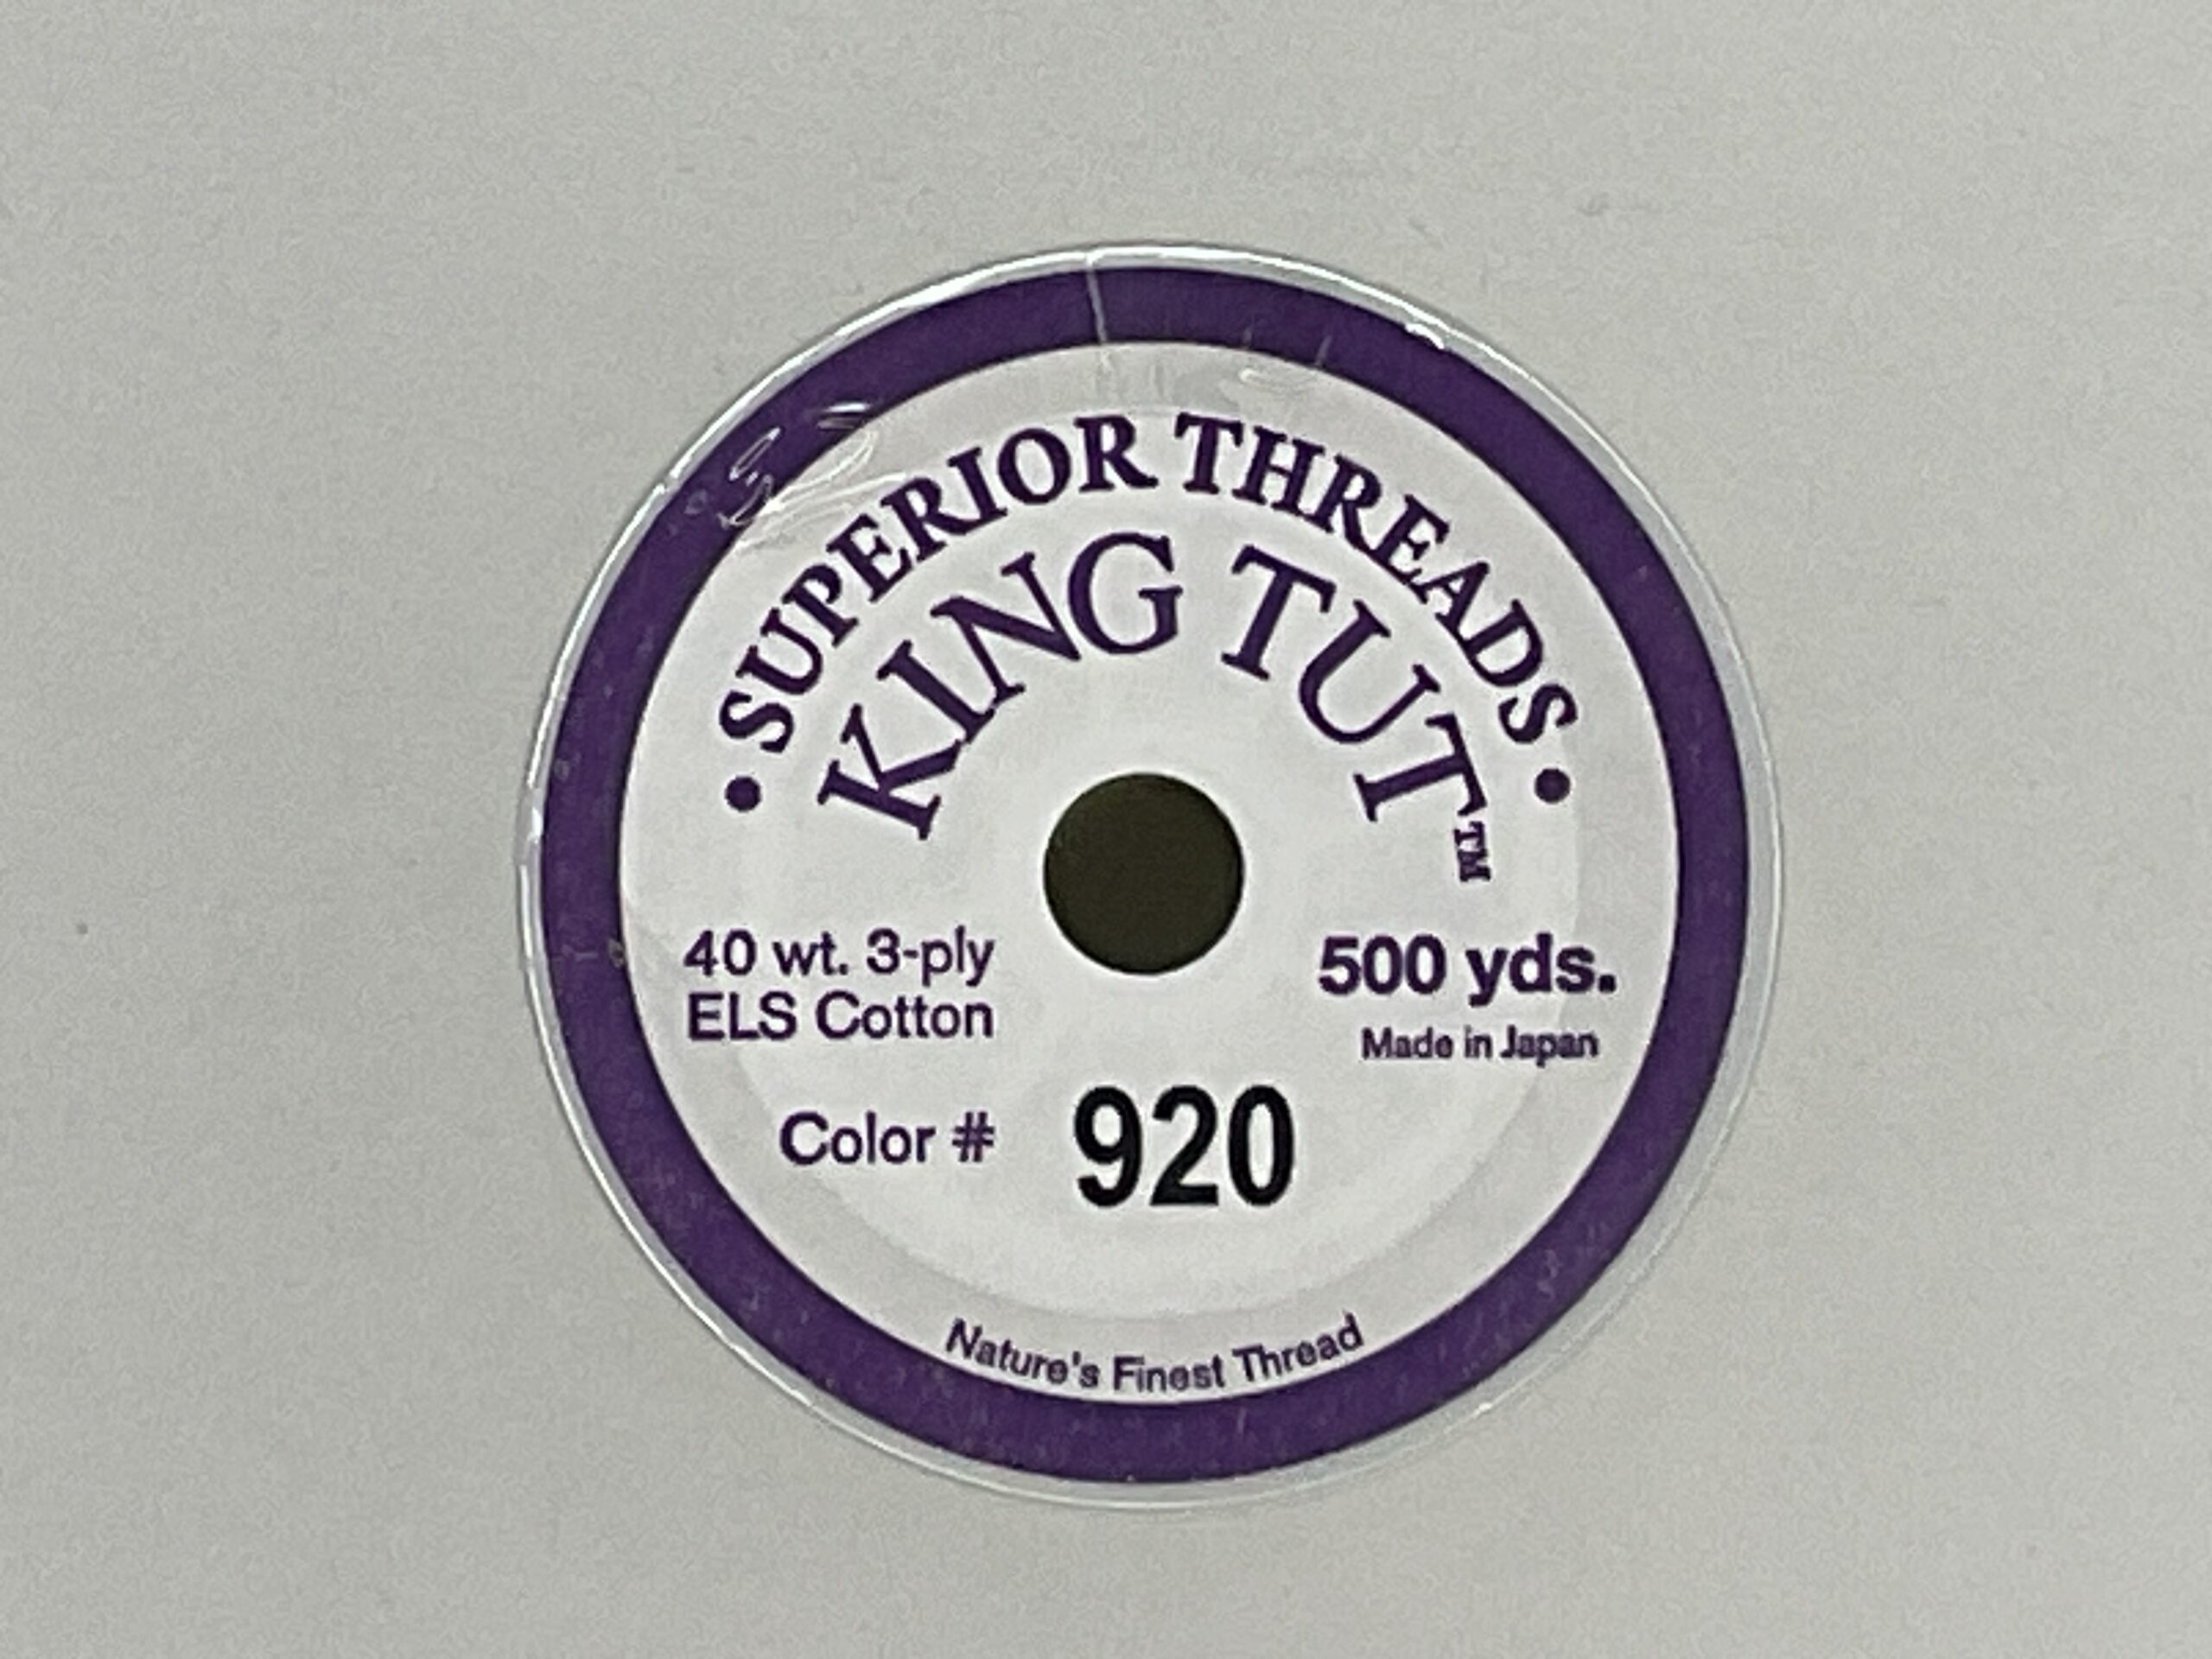 • SUPERIOR THREADS •
KING TUT™
40 wt. 3-ply
ELS Cotton
500 yds.
Made in Japan
Color # 920
Nature's Finest Thread